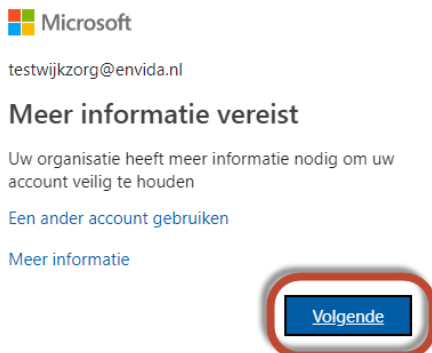 Microsoft
testwijkzorg@envida.nl
Meer informatie vereist
Uw organisatie heeft meer informatie nodig om uw
account veilig te houden
Een ander account gebruiken
Meer informatie
Volgende